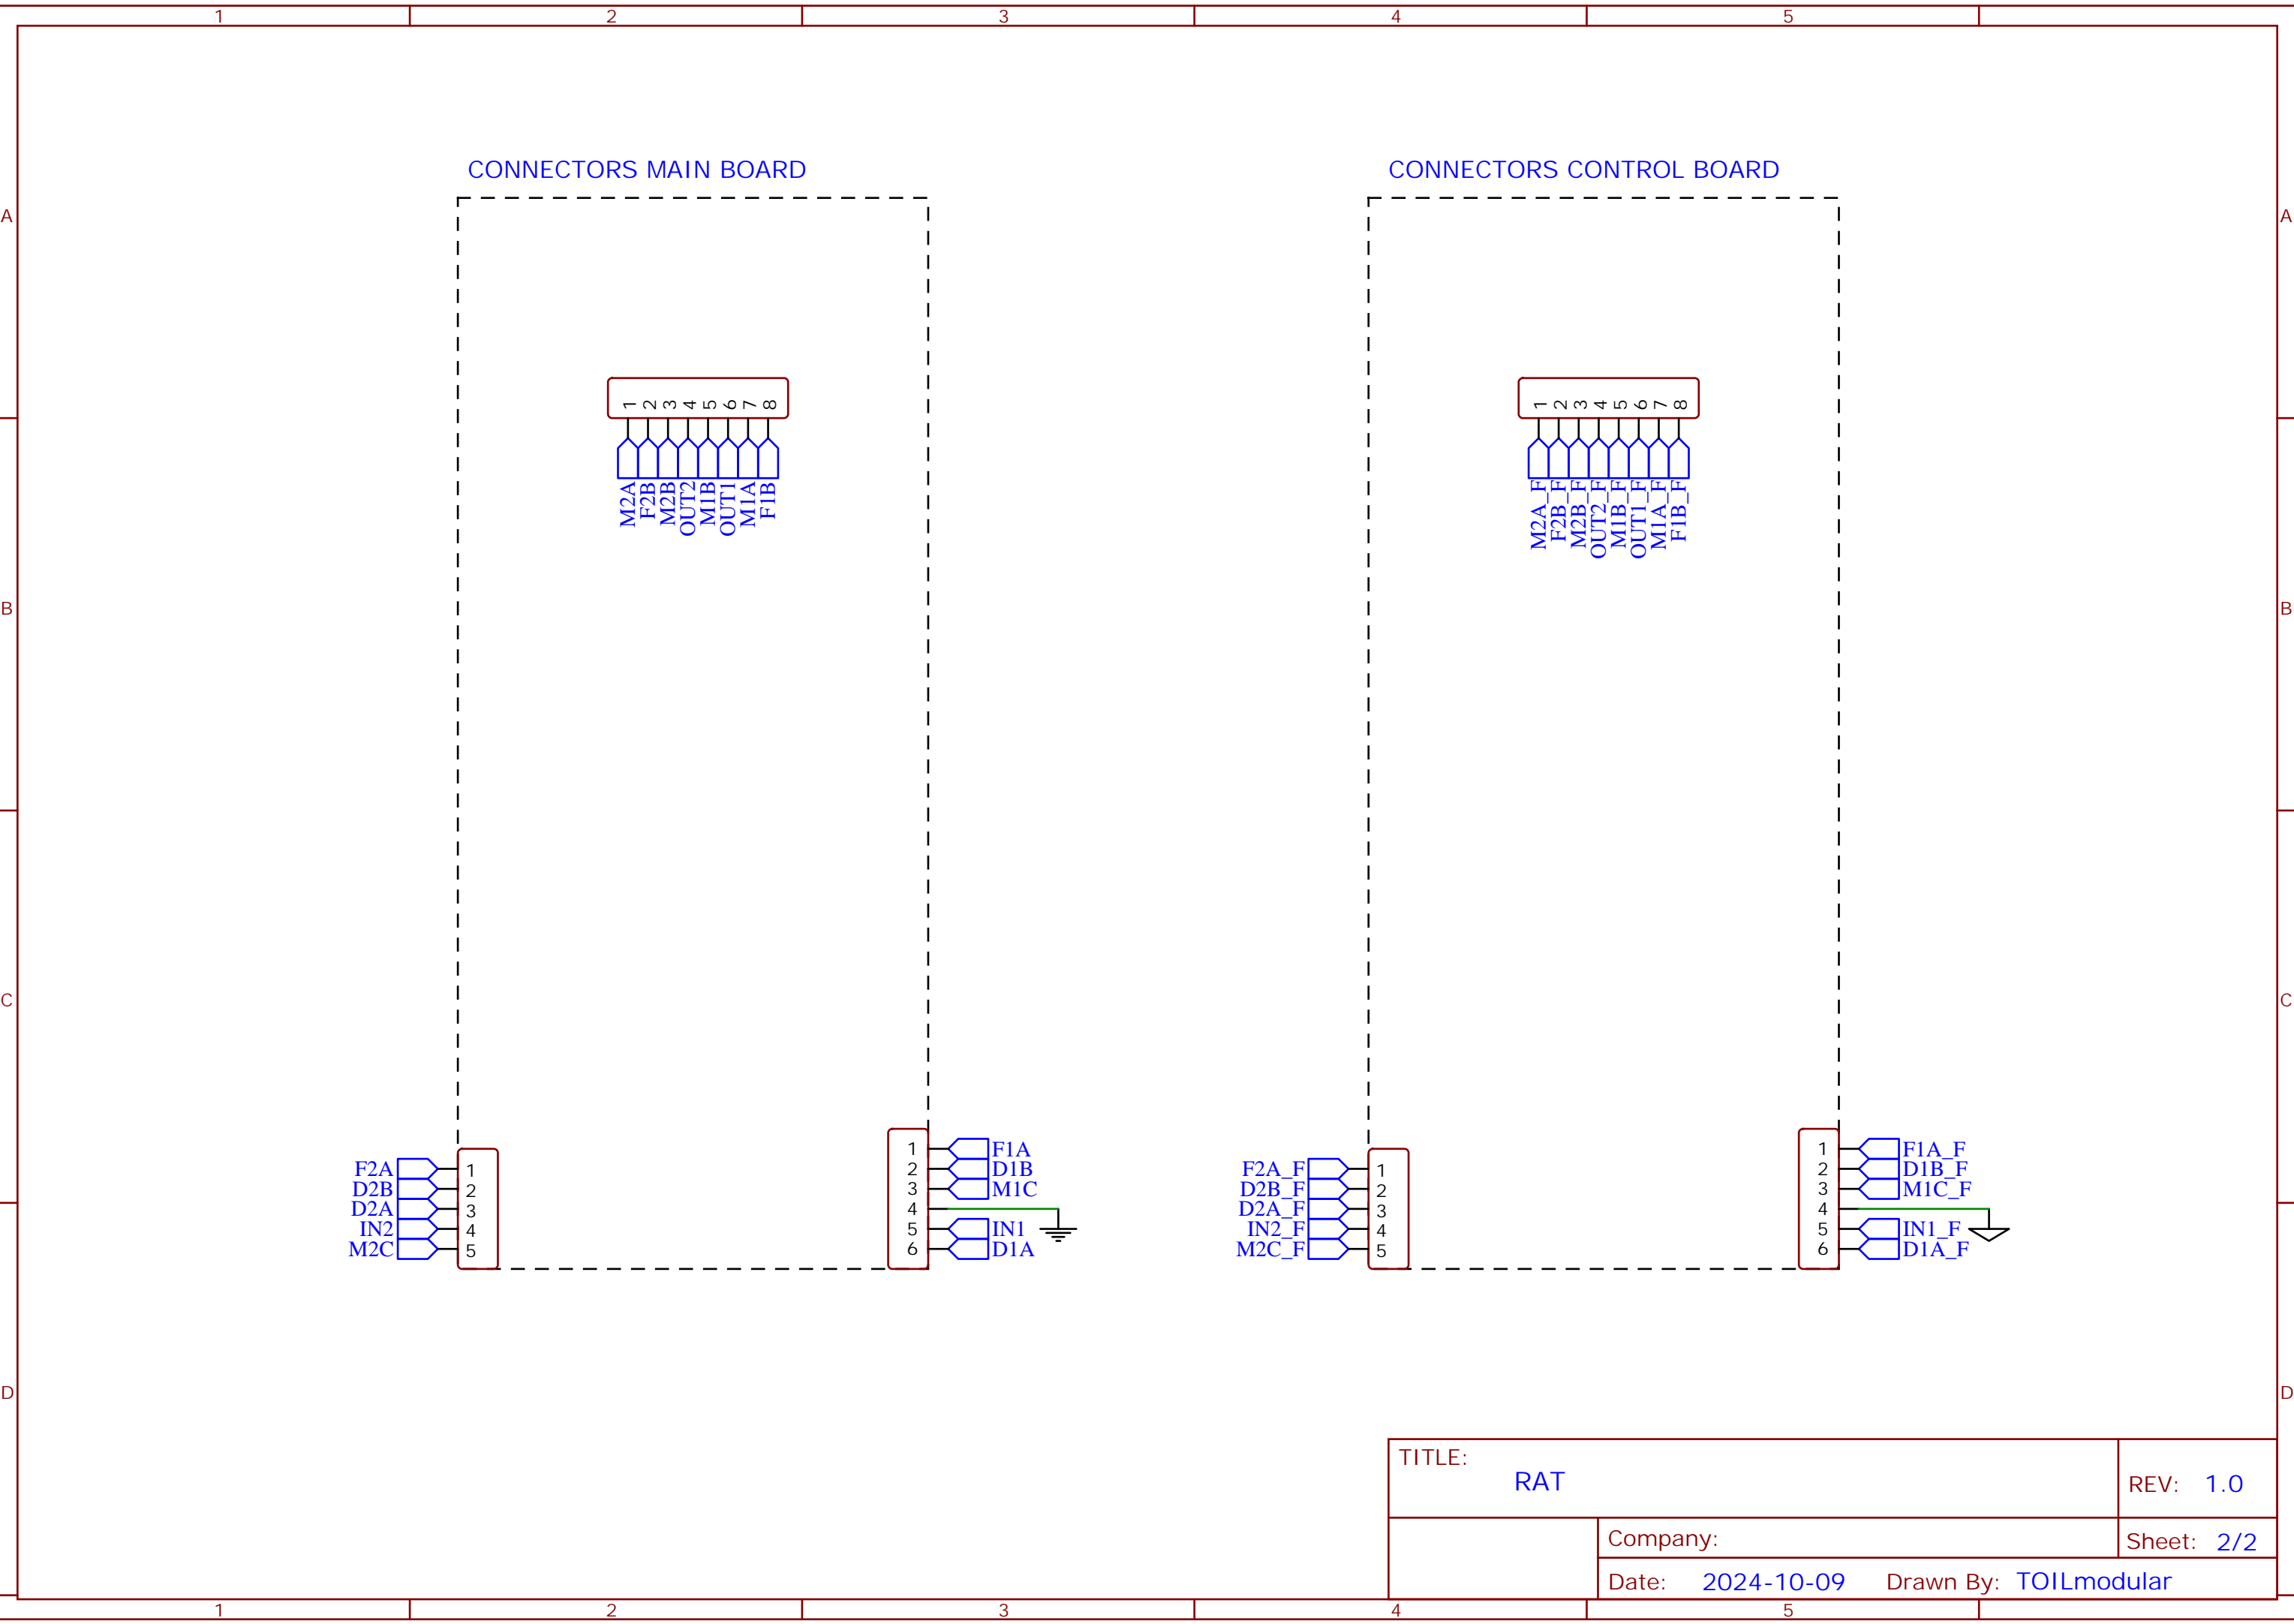 1 2 3 4 5
CONNECTORS MAIN BOARD
CONNECTORS CONTROL BOARD
A A
1 2 3 4 5 6 7 8
M2A F2B M2B OUT2 M1B OUT1 M1A F1B
1 2 3 4 5 6 7 8
M2A_F F2B_F M2B_F OUT2_F M1B_F OUT1_F M1A_F F1B_F
B B
C C
F2A 1
D2B 2
D2A 3
IN2 4
M2C 5
1 F1A
2 D1B
3 M1C
4
5 IN1
6 D1A
F2A_F 1
D2B_F 2
D2A_F 3
IN2_F 4
M2C_F 5
1 F1A_F
2 D1B_F
3 M1C_F
4
5 IN1_F
6 D1A_F
D D
TITLE:
RAT
REV: 1.0
Company:
Sheet: 2/2
Date: 2024-10-09 Drawn By: TOILmodular
1 2 3 4 5